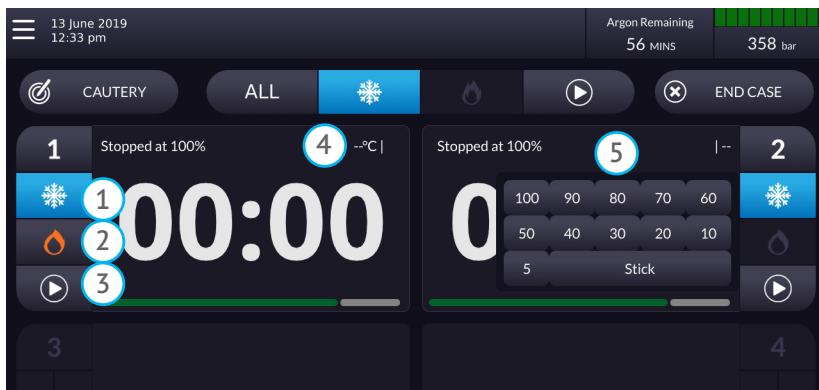 13 June 2019
12:33 pm
Argon Remaining
56 MINS
358 bar
CAUTERY
ALL
END CASE
1
Stopped at 100%
4
--°C |
Stopped at 100%
5
| --
2
1
2
3
00:00
0
100 90 80 70 60
50 40 30 20 10
5 Stick
3
4